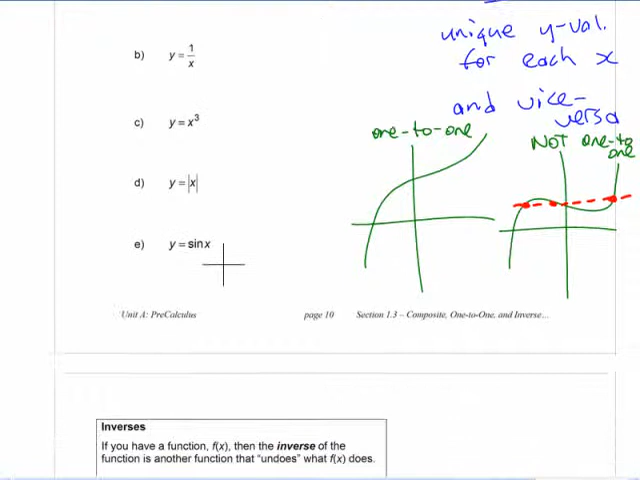 unique y-val.
for each x
and vice-
versa
b) y = 1/x
c) y = x³
d) y = |x|
e) y = sinx
one-to-one
NOT one-to
one
Unit A: PreCalculus page 10 Section 1.3 – Composite, One-to-One, and Inverse...
Inverses
If you have a function, f(x), then the inverse of the
function is another function that "undoes" what f(x) does.